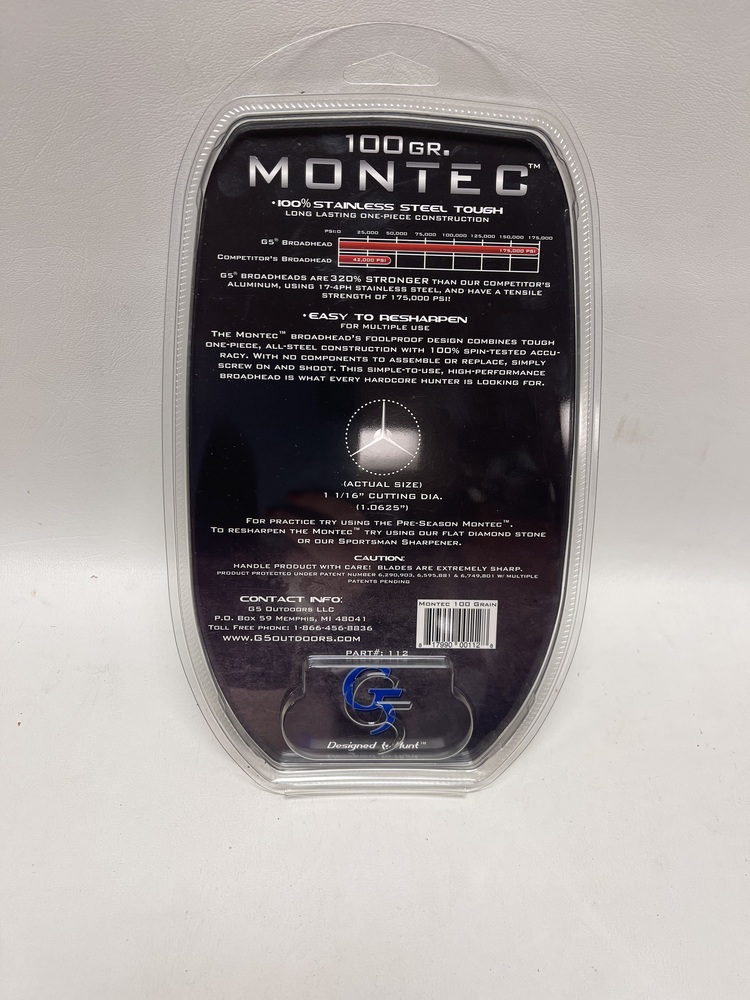 100 GR.
MONTEC™
•100% STAINLESS STEEL TOUGH
LONG LASTING ONE-PIECE CONSTRUCTION
PSI:0 25,000 50,000 75,000 100,000 125,000 150,000 175,000
G5® BROADHEAD 175,000 PSI
COMPETITOR'S BROADHEAD 42,000 PSI
G5® BROADHEADS ARE 320% STRONGER THAN OUR COMPETITOR'S
ALUMINUM, USING 17-4PH STAINLESS STEEL, AND HAVE A TENSILE
STRENGTH OF 175,000 PSI!
•EASY TO RESHARPEN
FOR MULTIPLE USE
THE MONTEC™ BROADHEAD'S FOOLPROOF DESIGN COMBINES TOUGH
ONE-PIECE, ALL-STEEL CONSTRUCTION WITH 100% SPIN-TESTED ACCU-
RACY. WITH NO COMPONENTS TO ASSEMBLE OR REPLACE, SIMPLY
SCREW ON AND SHOOT. THIS SIMPLE-TO-USE, HIGH-PERFORMANCE
BROADHEAD IS WHAT EVERY HARDCORE HUNTER IS LOOKING FOR.
(ACTUAL SIZE)
1 1/16" CUTTING DIA.
(1.0625")
FOR PRACTICE TRY USING THE PRE-SEASON MONTEC™.
TO RESHARPEN THE MONTEC™ TRY USING OUR FLAT DIAMOND STONE
OR OUR SPORTSMAN SHARPENER.
CAUTION:
HANDLE PRODUCT WITH CARE! BLADES ARE EXTREMELY SHARP.
PRODUCT PROTECTED UNDER PATENT NUMBER 6,290,903, 6,595,881 & 6,749,801 W/ MULTIPLE
PATENTS PENDING
CONTACT INFO:
G5 OUTDOORS LLC
P.O. BOX 59 MEMPHIS, MI 48041
TOLL FREE PHONE: 1-866-456-8836
WWW.G5OUTDOORS.COM
MONTEC 100 GRAIN
8 17990 00112 8
PART#: 112
G5
Designed to Hunt™